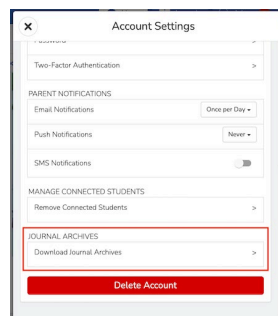 Account Settings
Password >
Two-Factor Authentication >
PARENT NOTIFICATIONS
Email Notifications Once per Day
Push Notifications Never
SMS Notifications
MANAGE CONNECTED STUDENTS
Remove Connected Students >
JOURNAL ARCHIVES
Download Journal Archives >
Delete Account